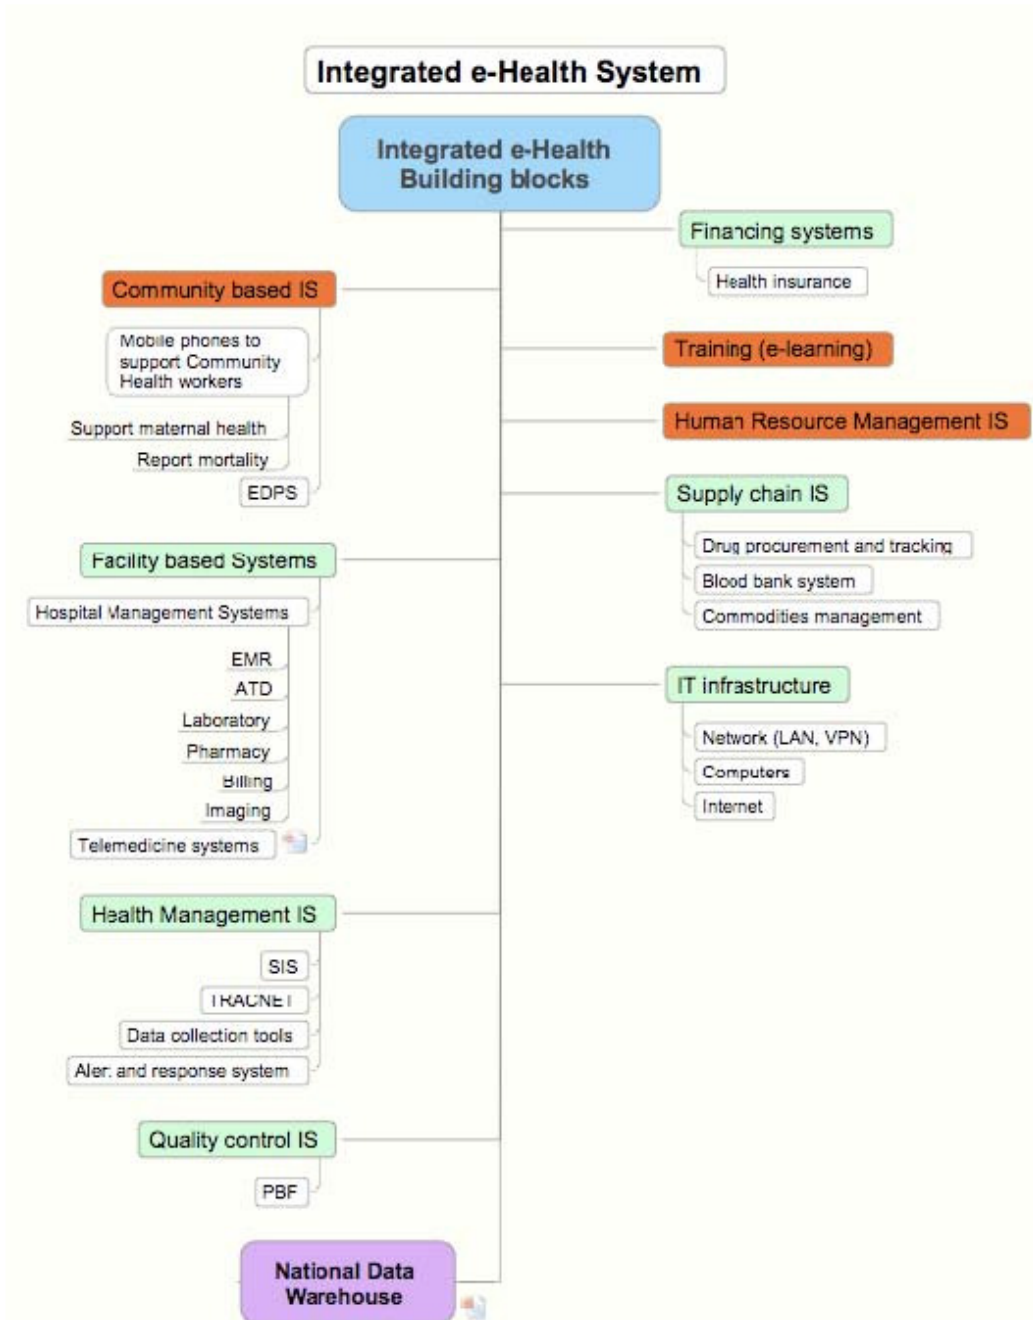 Integrated e-Health System
Integrated e-Health
Building blocks
Financing systems
Health insurance
Community based IS
Mobile phones to
support Community
Health workers
Support maternal health
Report mortality
EDPS
Training (e-learning)
Human Resource Management IS
Supply chain IS
Drug procurement and tracking
Blood bank system
Commodities management
Facility based Systems
Hospital Management Systems
EMR
ATD
Laboratory
Pharmacy
Billing
Imaging
Telemedicine systems
IT infrastructure
Network (LAN, VPN)
Computers
Internet
Health Management IS
SIS
TRACNET
Data collection tools
Alert and response system
Quality control IS
PBF
National Data
Warehouse